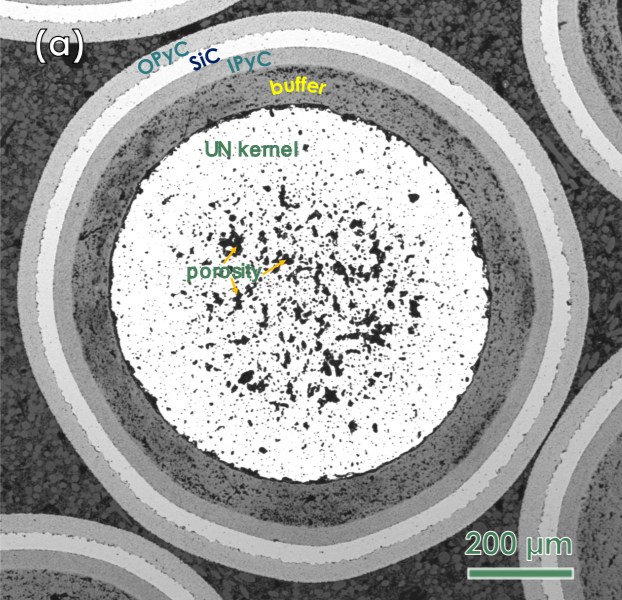 (a)
OPyC SiC IPyC
buffer
UN kernel
porosity
200 µm